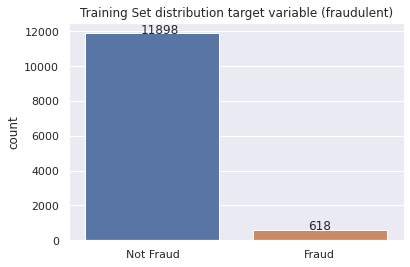 Training Set distribution target variable (fraudulent)
12000
11898
10000
8000
count
6000
4000
2000
618
0
Not Fraud
Fraud